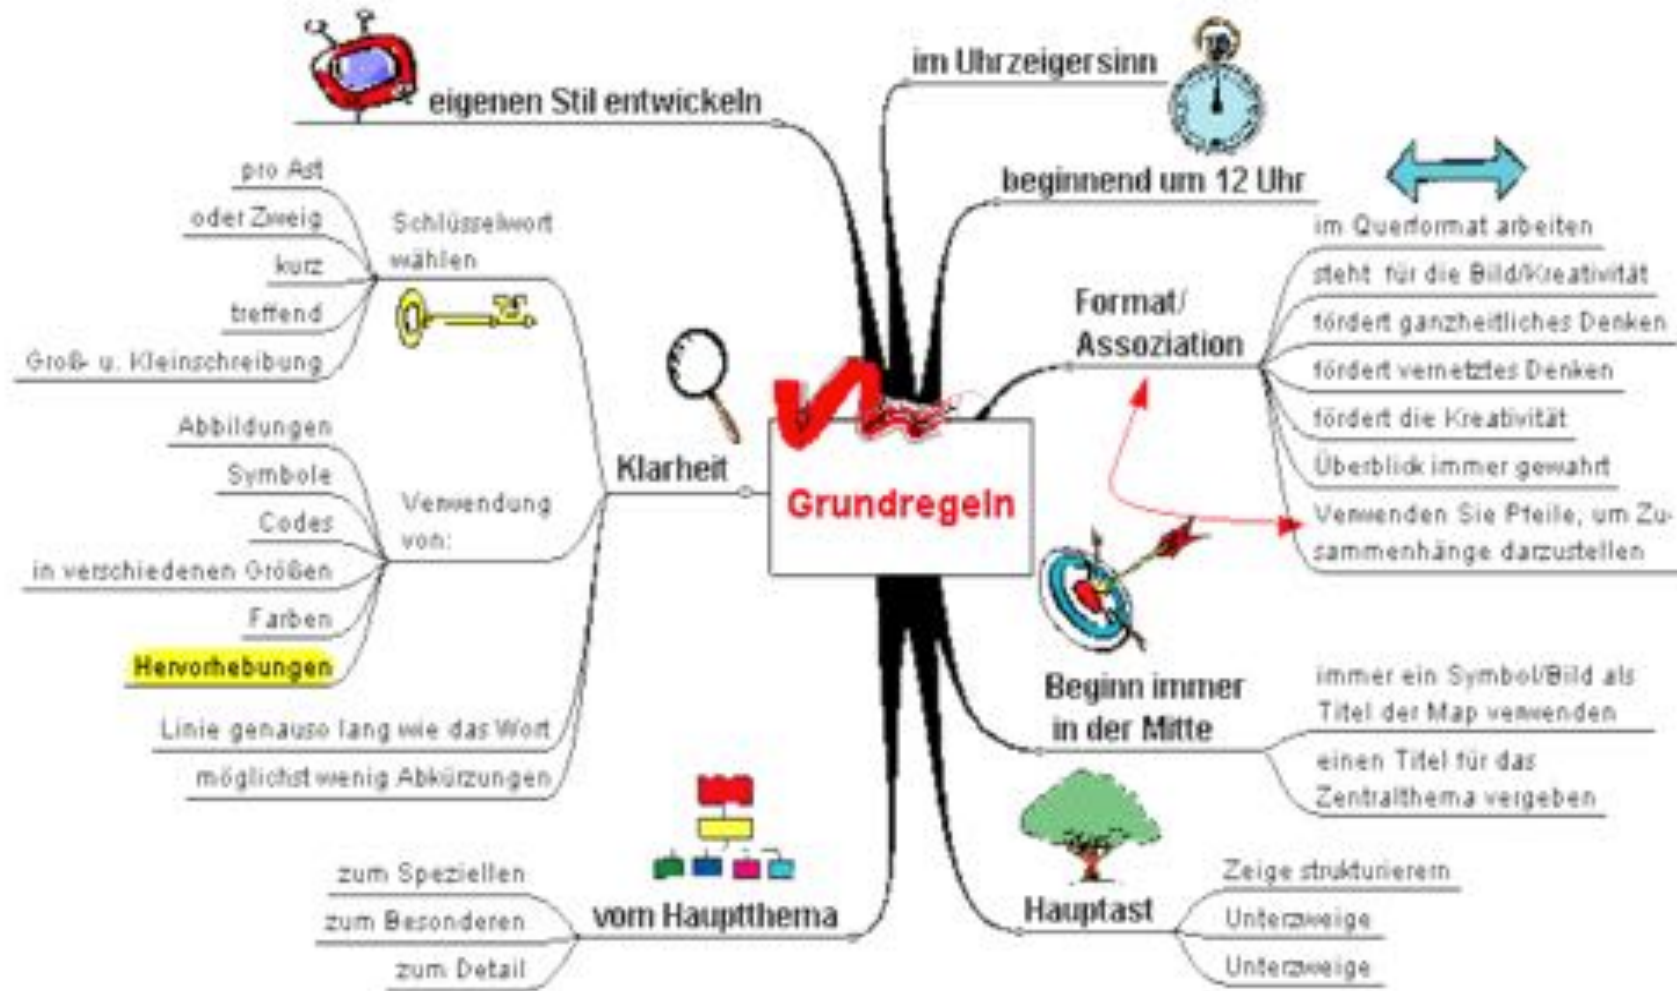 im Uhrzeigersinn
beginnend um 12 Uhr
Format/
Assoziation
im Querformat arbeiten
steht für die Bild/Kreativität
fördert ganzheitliches Denken
fördert vernetztes Denken
fördert die Kreativität
Überblick immer gewahrt
Verwenden Sie Pfeile, um Zu-
sammenhänge darzustellen
Grundregeln
Beginn immer
in der Mitte
immer ein Symbol/Bild als
Titel der Map verwenden
einen Titel für das
Zentralthema vergeben
Hauptast
Zeige strukturierern
Unterzweige
Unterzweige
vom Hauptthema
zum Speziellen
zum Besonderen
zum Detail
Klarheit
Schlüsselwort
wählen
pro Ast
oder Zweig
kurz
treffend
Groß- u. Kleinschreibung
Verwendung
von:
Abbildungen
Symbole
Codes
in verschiedenen Größen
Farben
Hervorhebungen
Linie genauso lang wie das Wort
möglichst wenig Abkürzungen
eigenen Stil entwickeln